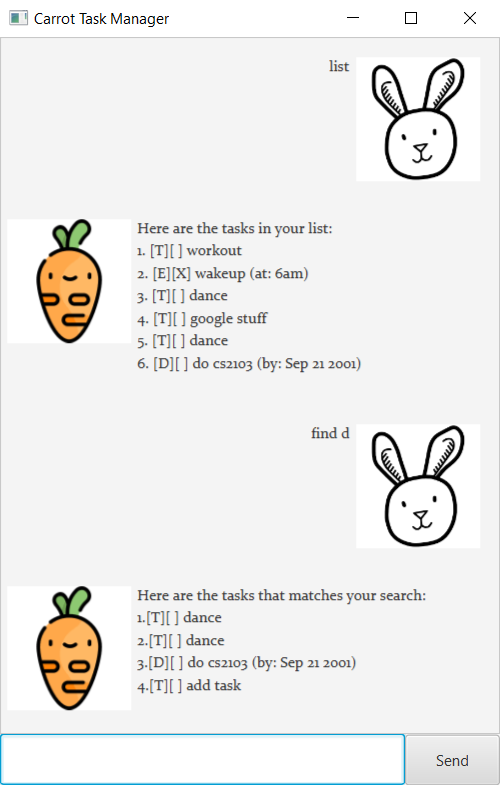 Carrot Task Manager
list
Here are the tasks in your list:
1. [T][ ] workout
2. [E][X] wakeup (at: 6am)
3. [T][ ] dance
4. [T][ ] google stuff
5. [T][ ] dance
6. [D][ ] do cs2103 (by: Sep 21 2001)
find d
Here are the tasks that matches your search:
1.[T][ ] dance
2.[T][ ] dance
3.[D][ ] do cs2103 (by: Sep 21 2001)
4.[T][ ] add task
Send